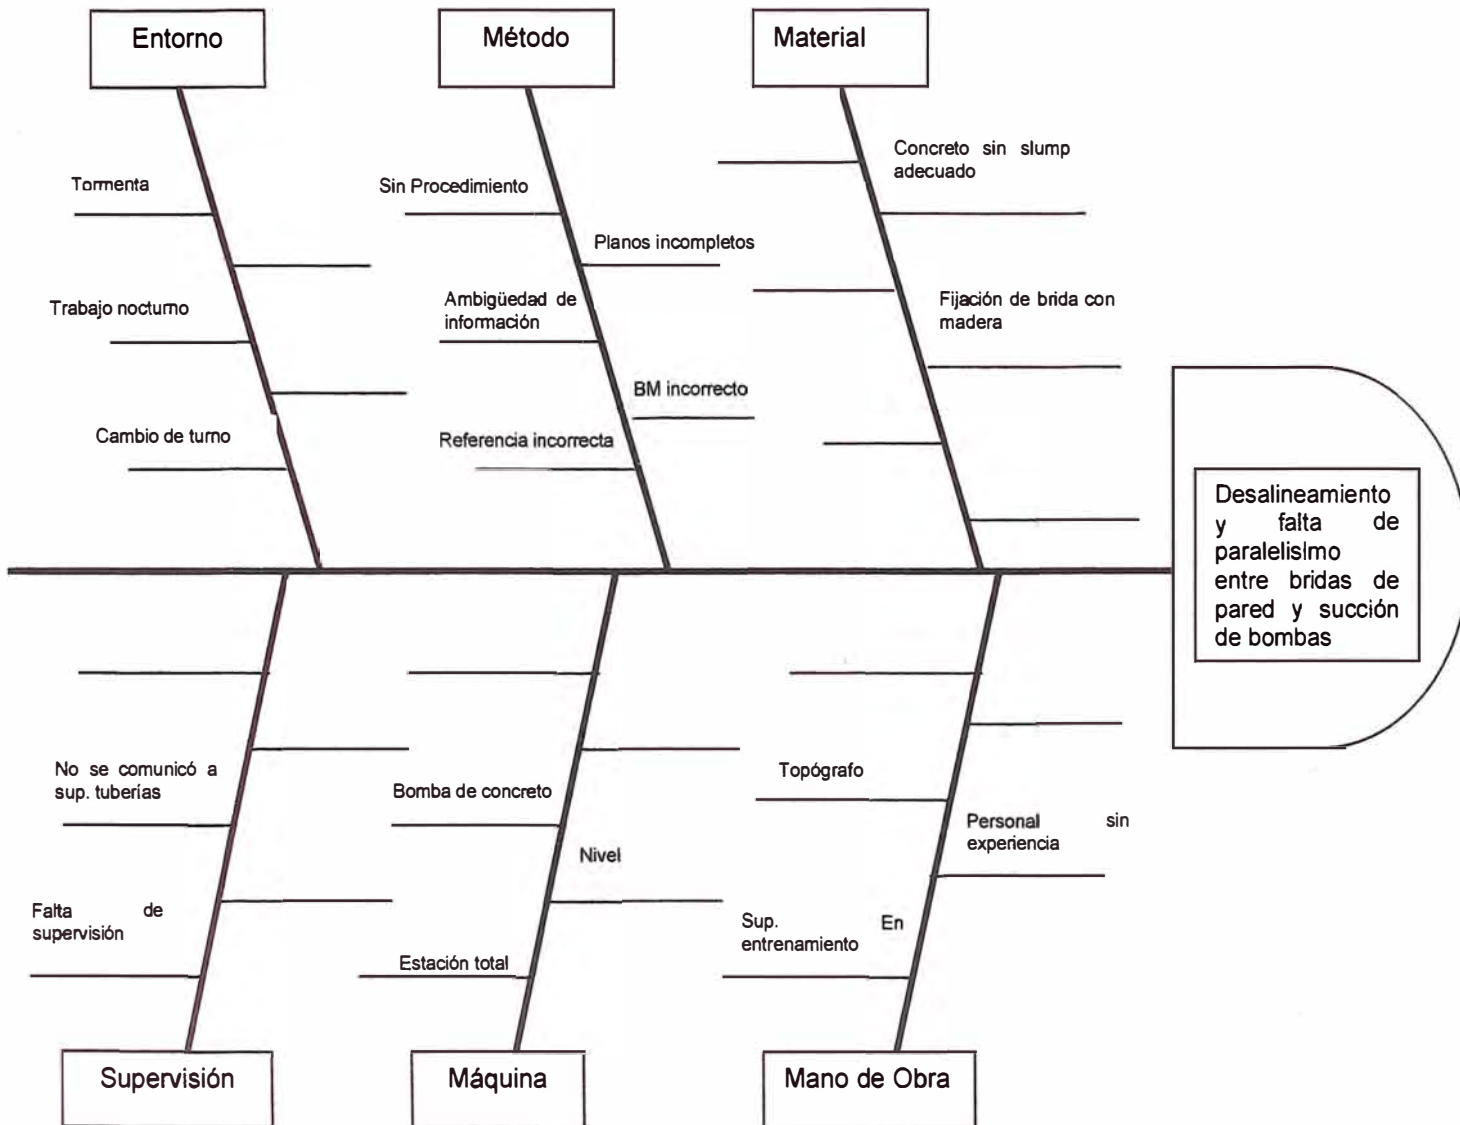 Entorno
Método
Material
Tormenta
Trabajo nocturno
Cambio de turno
Sin Procedimiento
Planos incompletos
Ambigüedad de
información
BM incorrecto
Referencia incorrecta
Concreto sin slump
adecuado
Fijación de brida con
madera
Desalineamiento
y falta de
paralelismo
entre bridas de
pared y succión
de bombas
No se comunicó a
sup. tuberías
Falta de
supervisión
Bomba de concreto
Nivel
Estación total
Topógrafo
Personal sin
experiencia
Sup. En
entrenamiento
Supervisión
Máquina
Mano de Obra